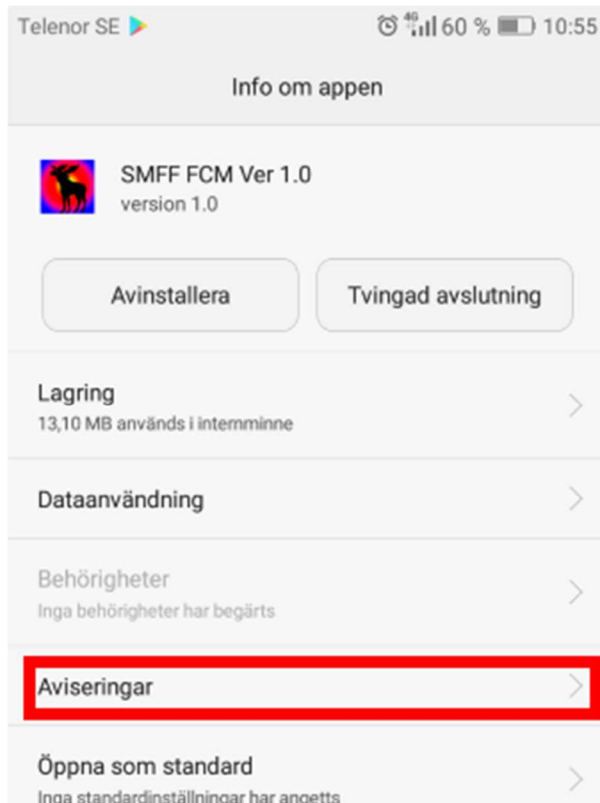 Telenor SE 4G 60 % 10:55
Info om appen
SMFF FCM Ver 1.0
version 1.0
Avinstallera Tvingad avslutning
Lagring
13,10 MB används i internminne
Dataanvändning
Behörigheter
Inga behörigheter har begärts
Aviseringar
Öppna som standard
Inga standardinställningar har angetts